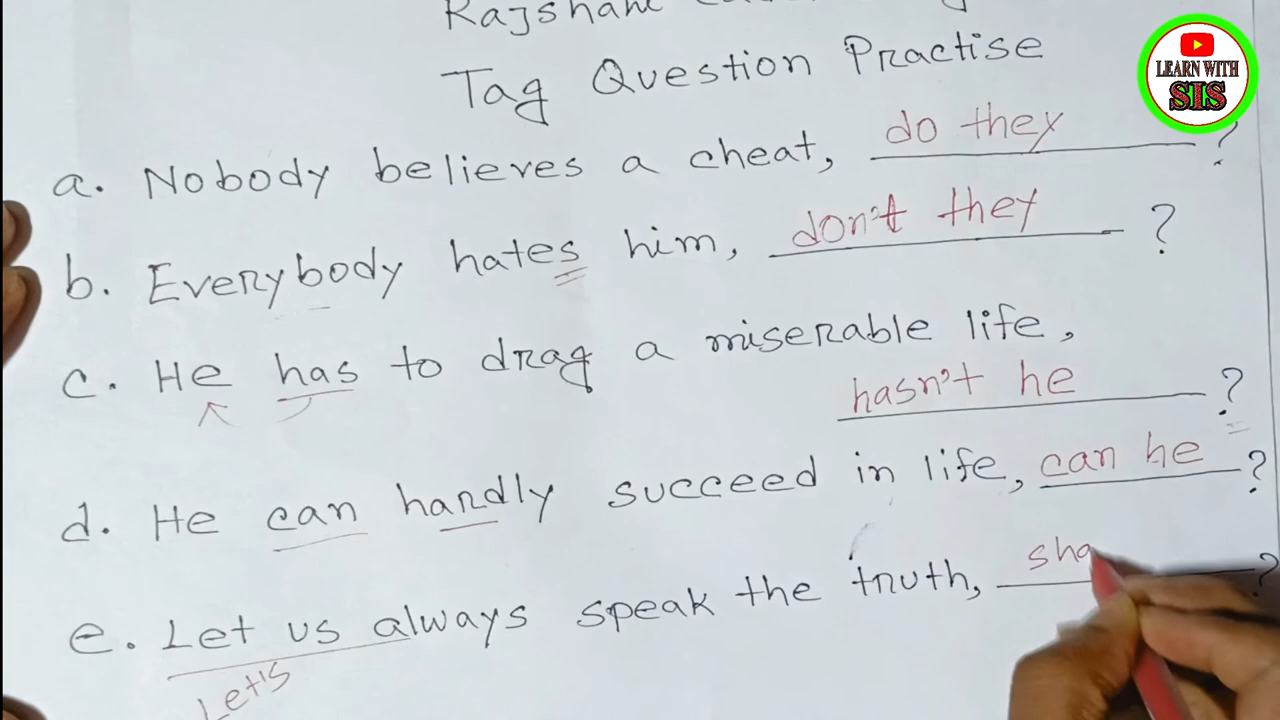 Tag Question Practise
LEARN WITH
SIS
a. Nobody believes a cheat, do they ?
b. Everybody hates him, don't they ?
c. He has to drag a miserable life,
hasn't he ?
d. He can hardly succeed in life, can he ?
e. Let us always speak the truth, sha ?
Let's